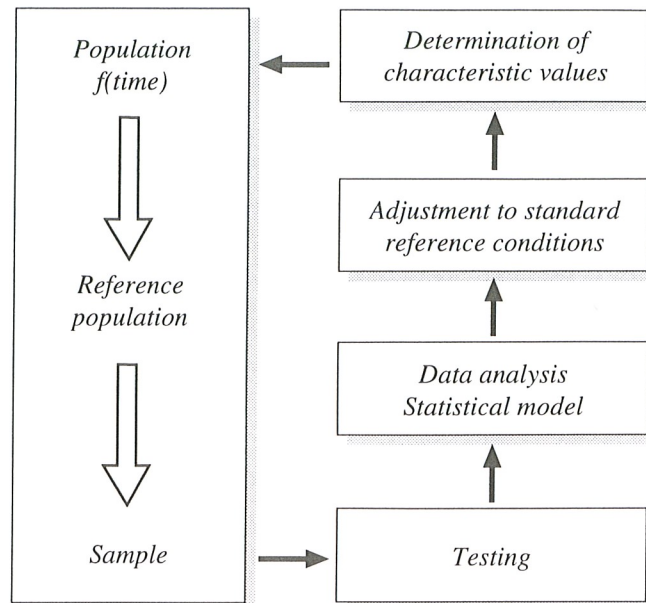 Population
f(time)
Reference
population
Sample
Determination of
characteristic values
Adjustment to standard
reference conditions
Data analysis
Statistical model
Testing